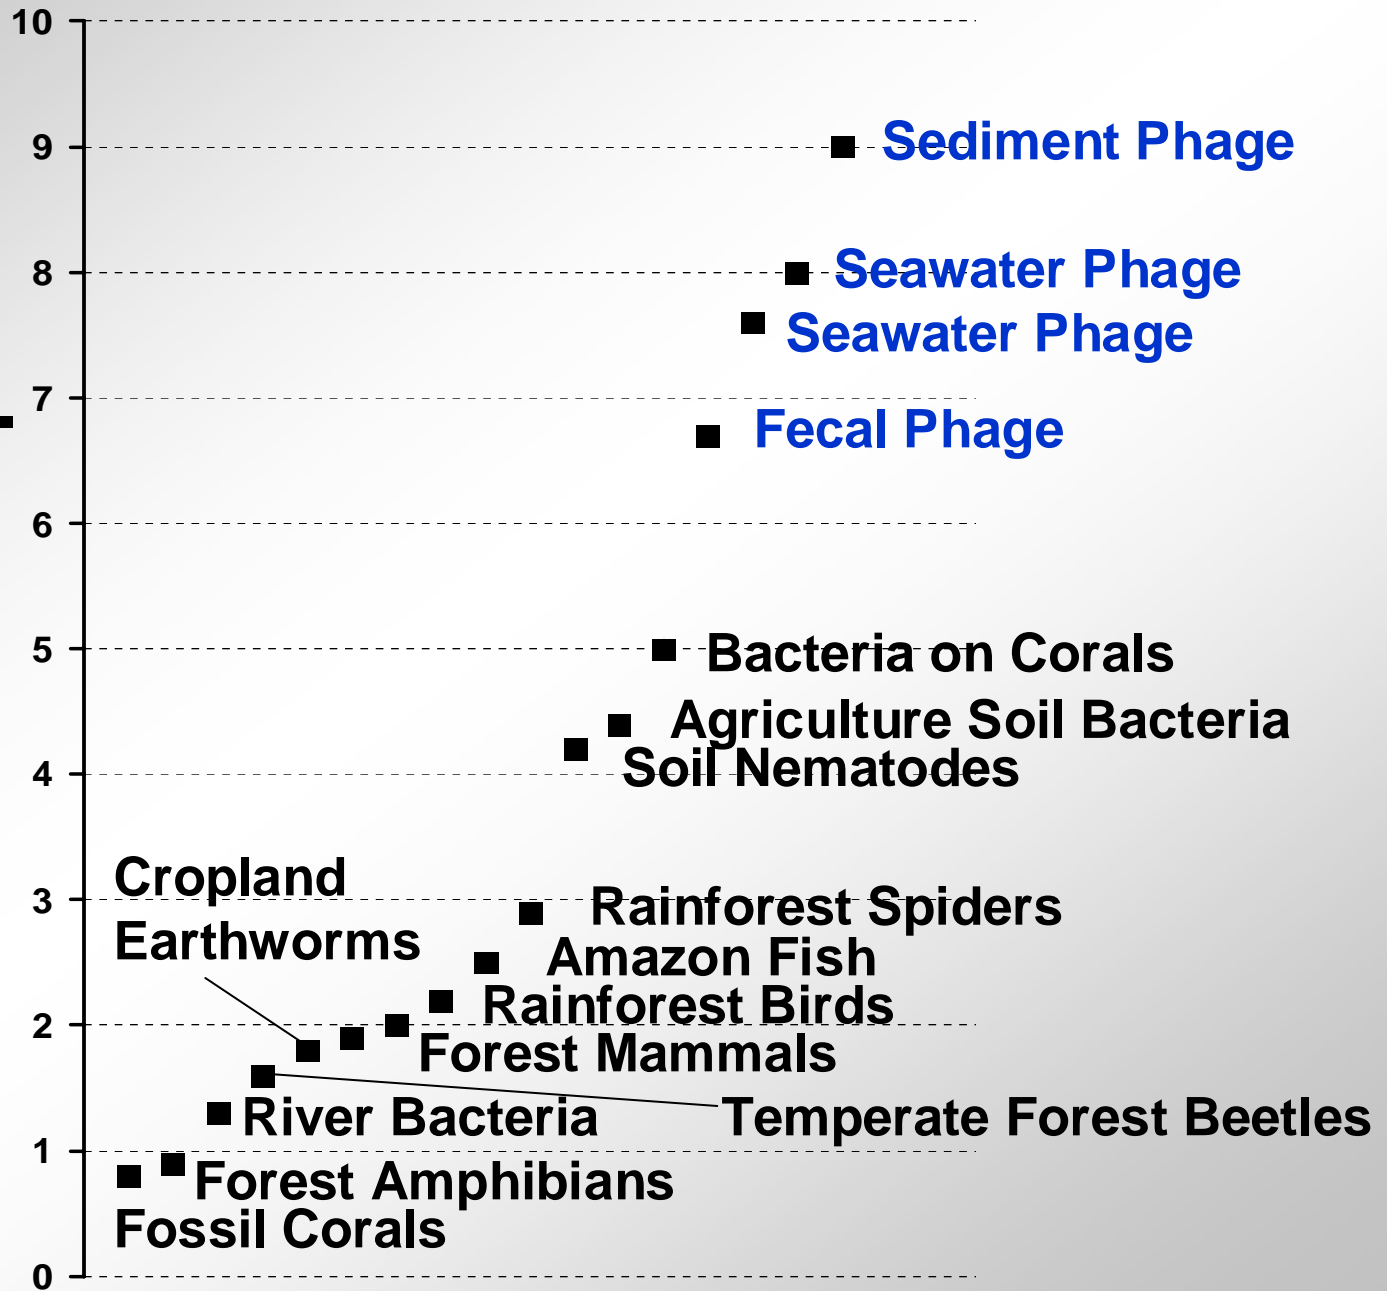 10
9
8
7
6
5
4
3
2
1
0
Sediment Phage
Seawater Phage
Seawater Phage
Fecal Phage
Bacteria on Corals
Agriculture Soil Bacteria
Soil Nematodes
Cropland
Earthworms
Rainforest Spiders
Amazon Fish
Rainforest Birds
Forest Mammals
Temperate Forest Beetles
River Bacteria
Forest Amphibians
Fossil Corals